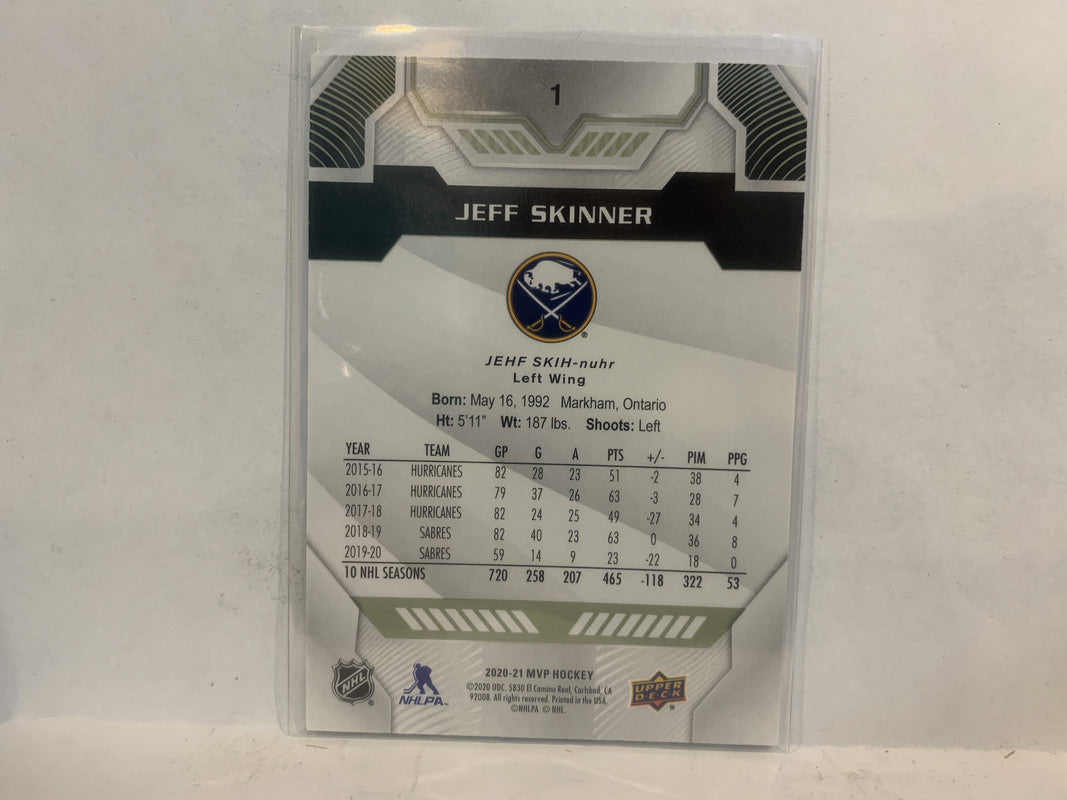 1
JEFF SKINNER
®
JEHF SKIH-nuhr
Left Wing
Born: May 16, 1992 Markham, Ontario
Ht: 5'11" Wt: 187 lbs. Shoots: Left
YEAR TEAM GP G A PTS +/- PIM PPG
2015-16 HURRICANES 82 28 23 51 -2 38 4
2016-17 HURRICANES 79 37 26 63 -3 28 7
2017-18 HURRICANES 82 24 25 49 -27 34 4
2018-19 SABRES 82 40 23 63 0 36 8
2019-20 SABRES 59 14 9 23 -22 18 0
10 NHL SEASONS 720 258 207 465 -118 322 53
NHL ®
NHLPA™
2020-21 MVP HOCKEY
©2020 UDC. 5830 El Camino Real, Carlsbad, CA
92008. All rights reserved. Printed in the USA.
©NHLPA. © NHL.
UPPER
DECK ®